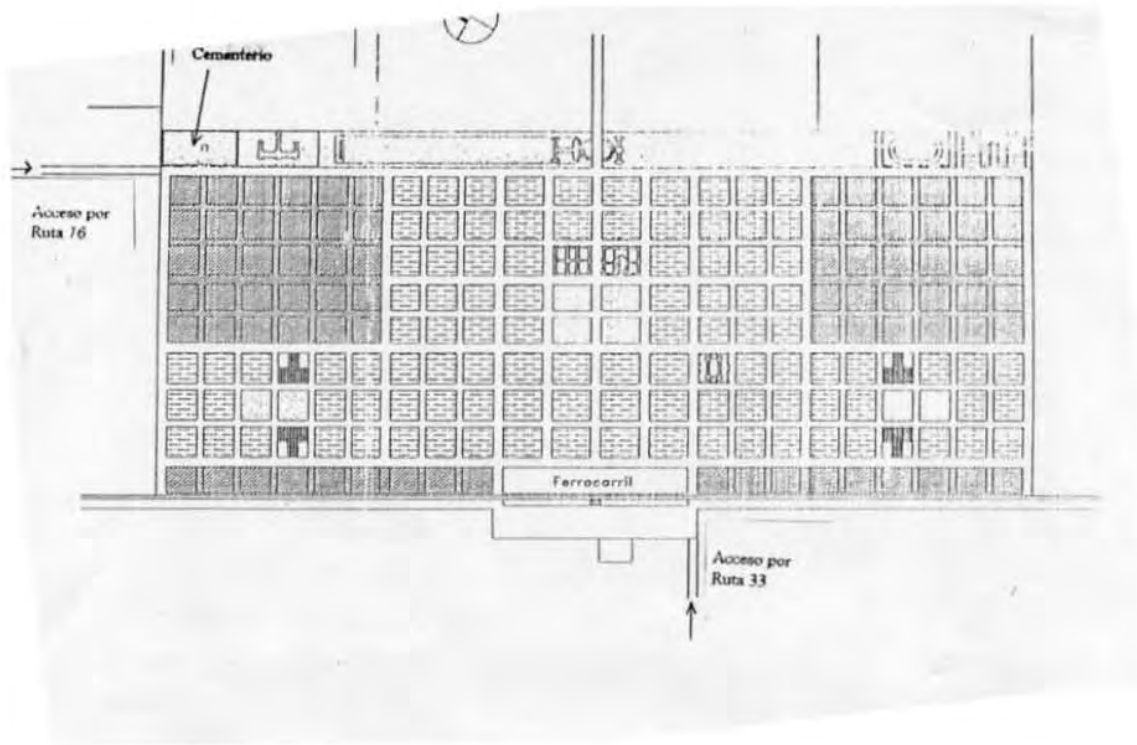 Cementerio
Acceso por
Ruta 16
Ferrocarril
Acceso por
Ruta 33